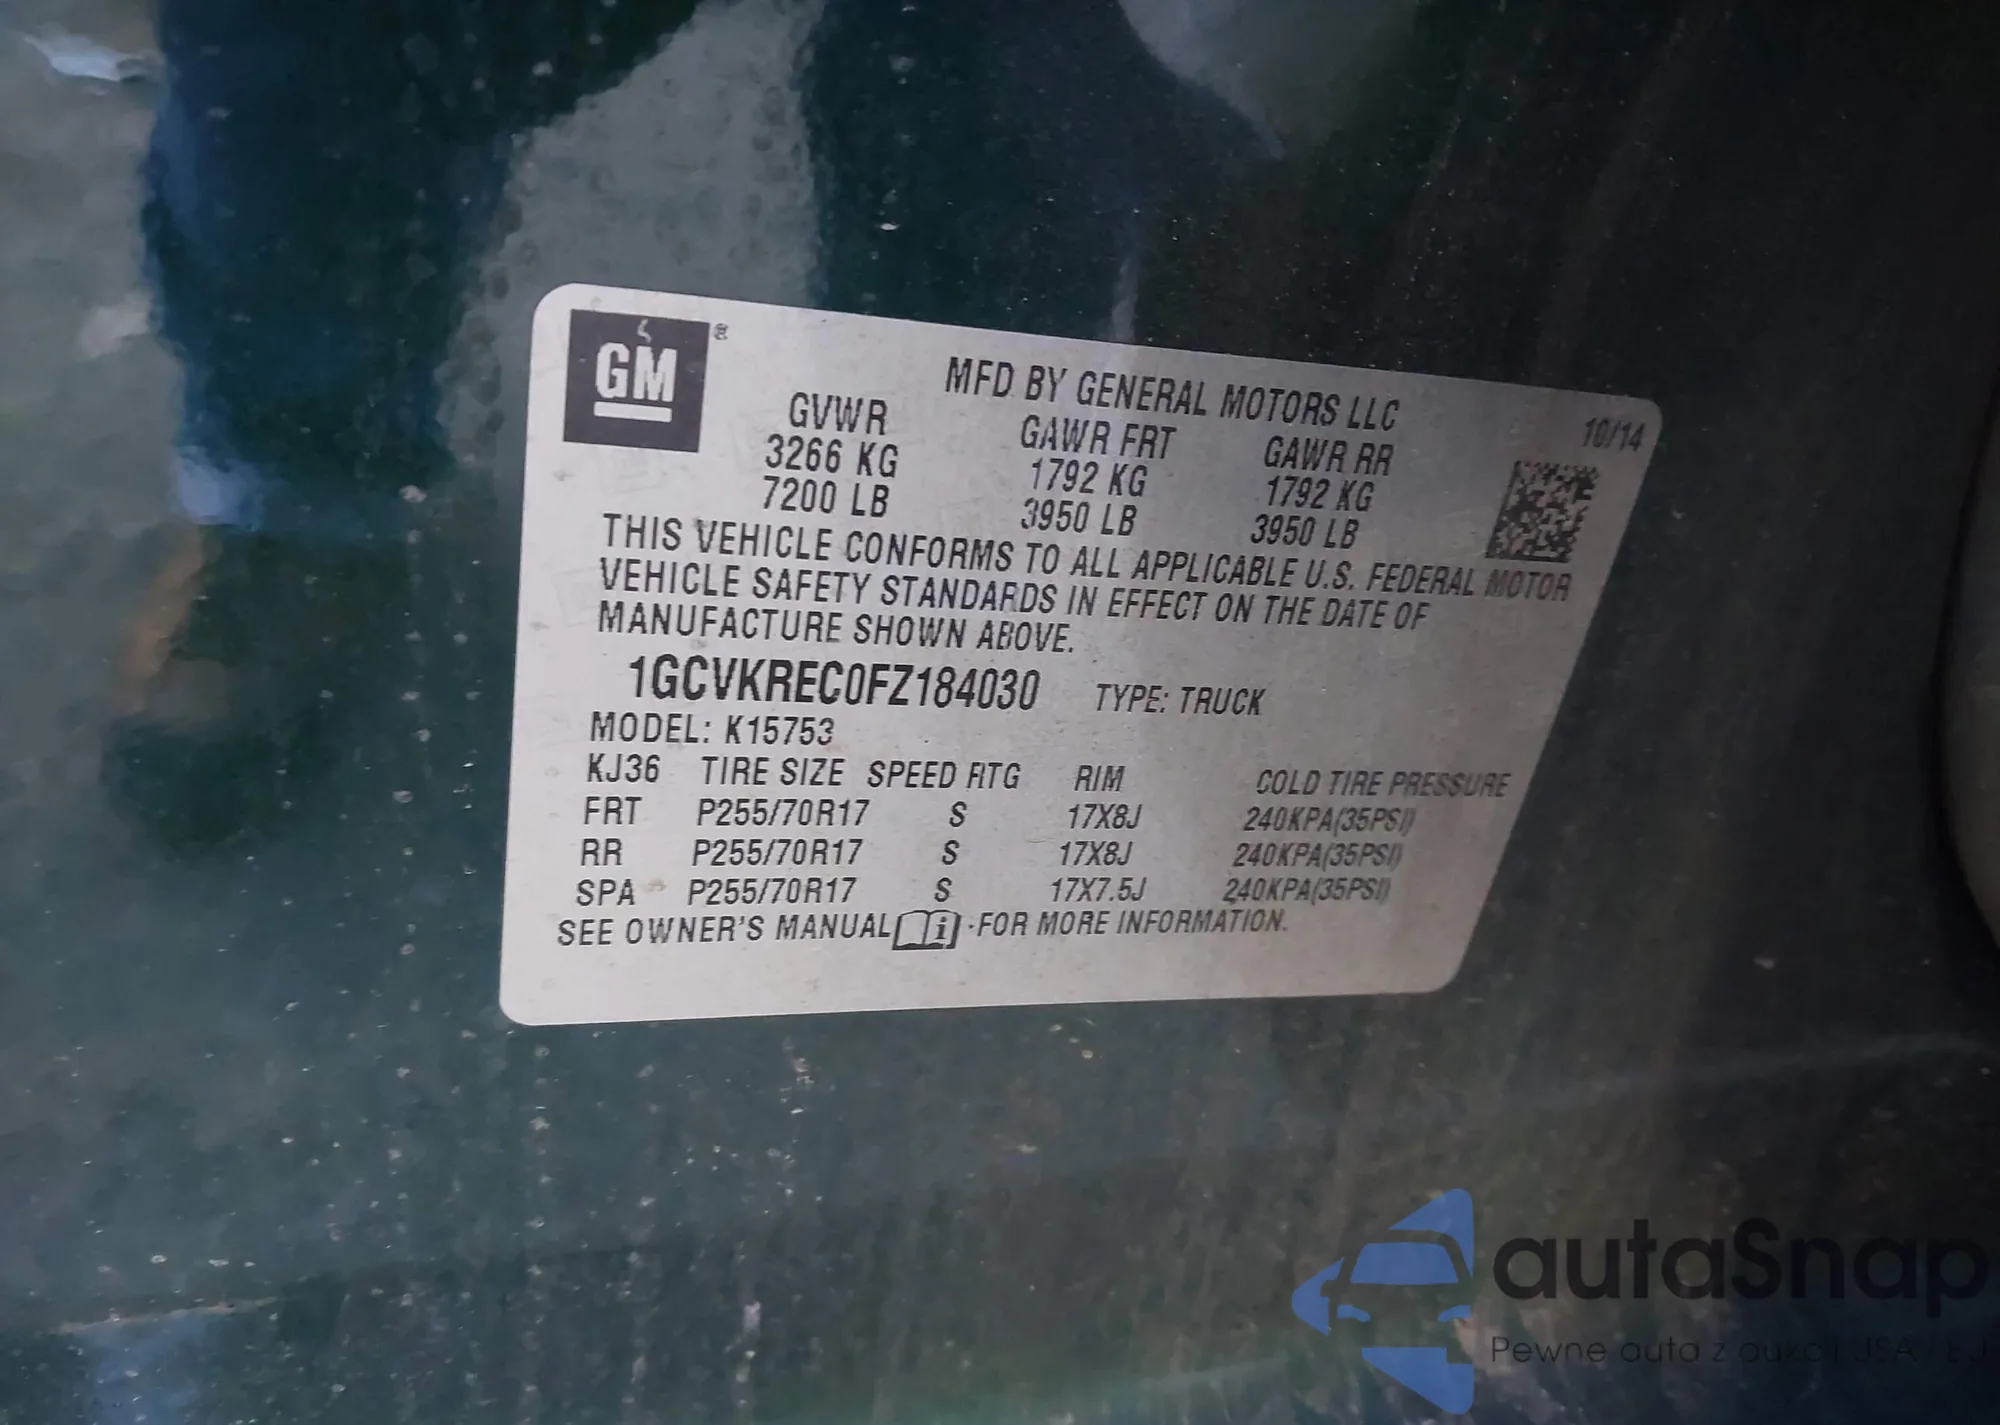 GM ®
MFD BY GENERAL MOTORS LLC
10/14
GVWR GAWR FRT GAWR RR
3266 KG 1792 KG 1792 KG
7200 LB 3950 LB 3950 LB
THIS VEHICLE CONFORMS TO ALL APPLICABLE U.S. FEDERAL MOTOR
VEHICLE SAFETY STANDARDS IN EFFECT ON THE DATE OF
MANUFACTURE SHOWN ABOVE.
1GCVKREC0FZ184030 TYPE: TRUCK
MODEL: K15753
KJ36 TIRE SIZE SPEED RTG RIM COLD TIRE PRESSURE
FRT P255/70R17 S 17X8J 240KPA(35PSI)
RR P255/70R17 S 17X8J 240KPA(35PSI)
SPA P255/70R17 S 17X7.5J 240KPA(35PSI)
SEE OWNER'S MANUAL i FOR MORE INFORMATION.
autaSnap
Pewne auta z aukcji USA